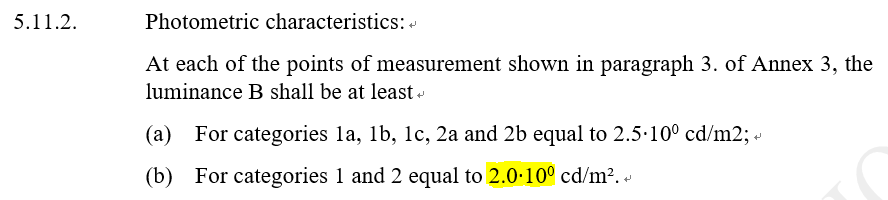 5.11.2. Photometric characteristics:
At each of the points of measurement shown in paragraph 3. of Annex 3, the
luminance B shall be at least
(a) For categories 1a, 1b, 1c, 2a and 2b equal to 2.5·10⁰ cd/m2;
(b) For categories 1 and 2 equal to 2.0·10⁰ cd/m².